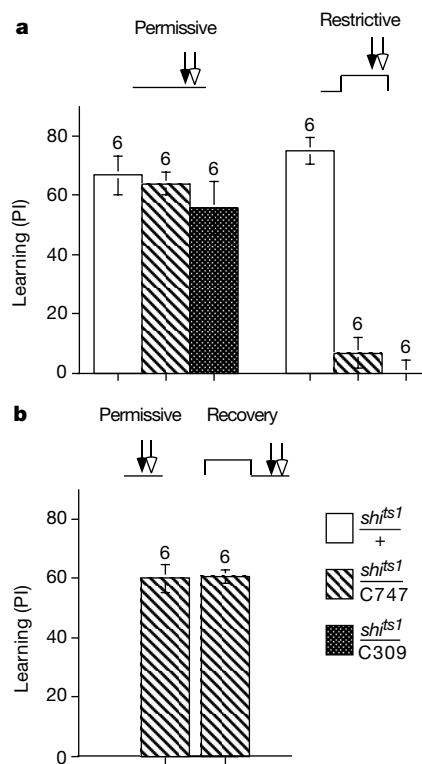 a
Permissive
Restrictive
Learning (PI)
80
60
40
20
0
6
6
6
6
6
6
b
Permissive
Recovery
Learning (PI)
80
60
40
20
0
6
6
shi^ts1
+
shi^ts1
C747
shi^ts1
C309